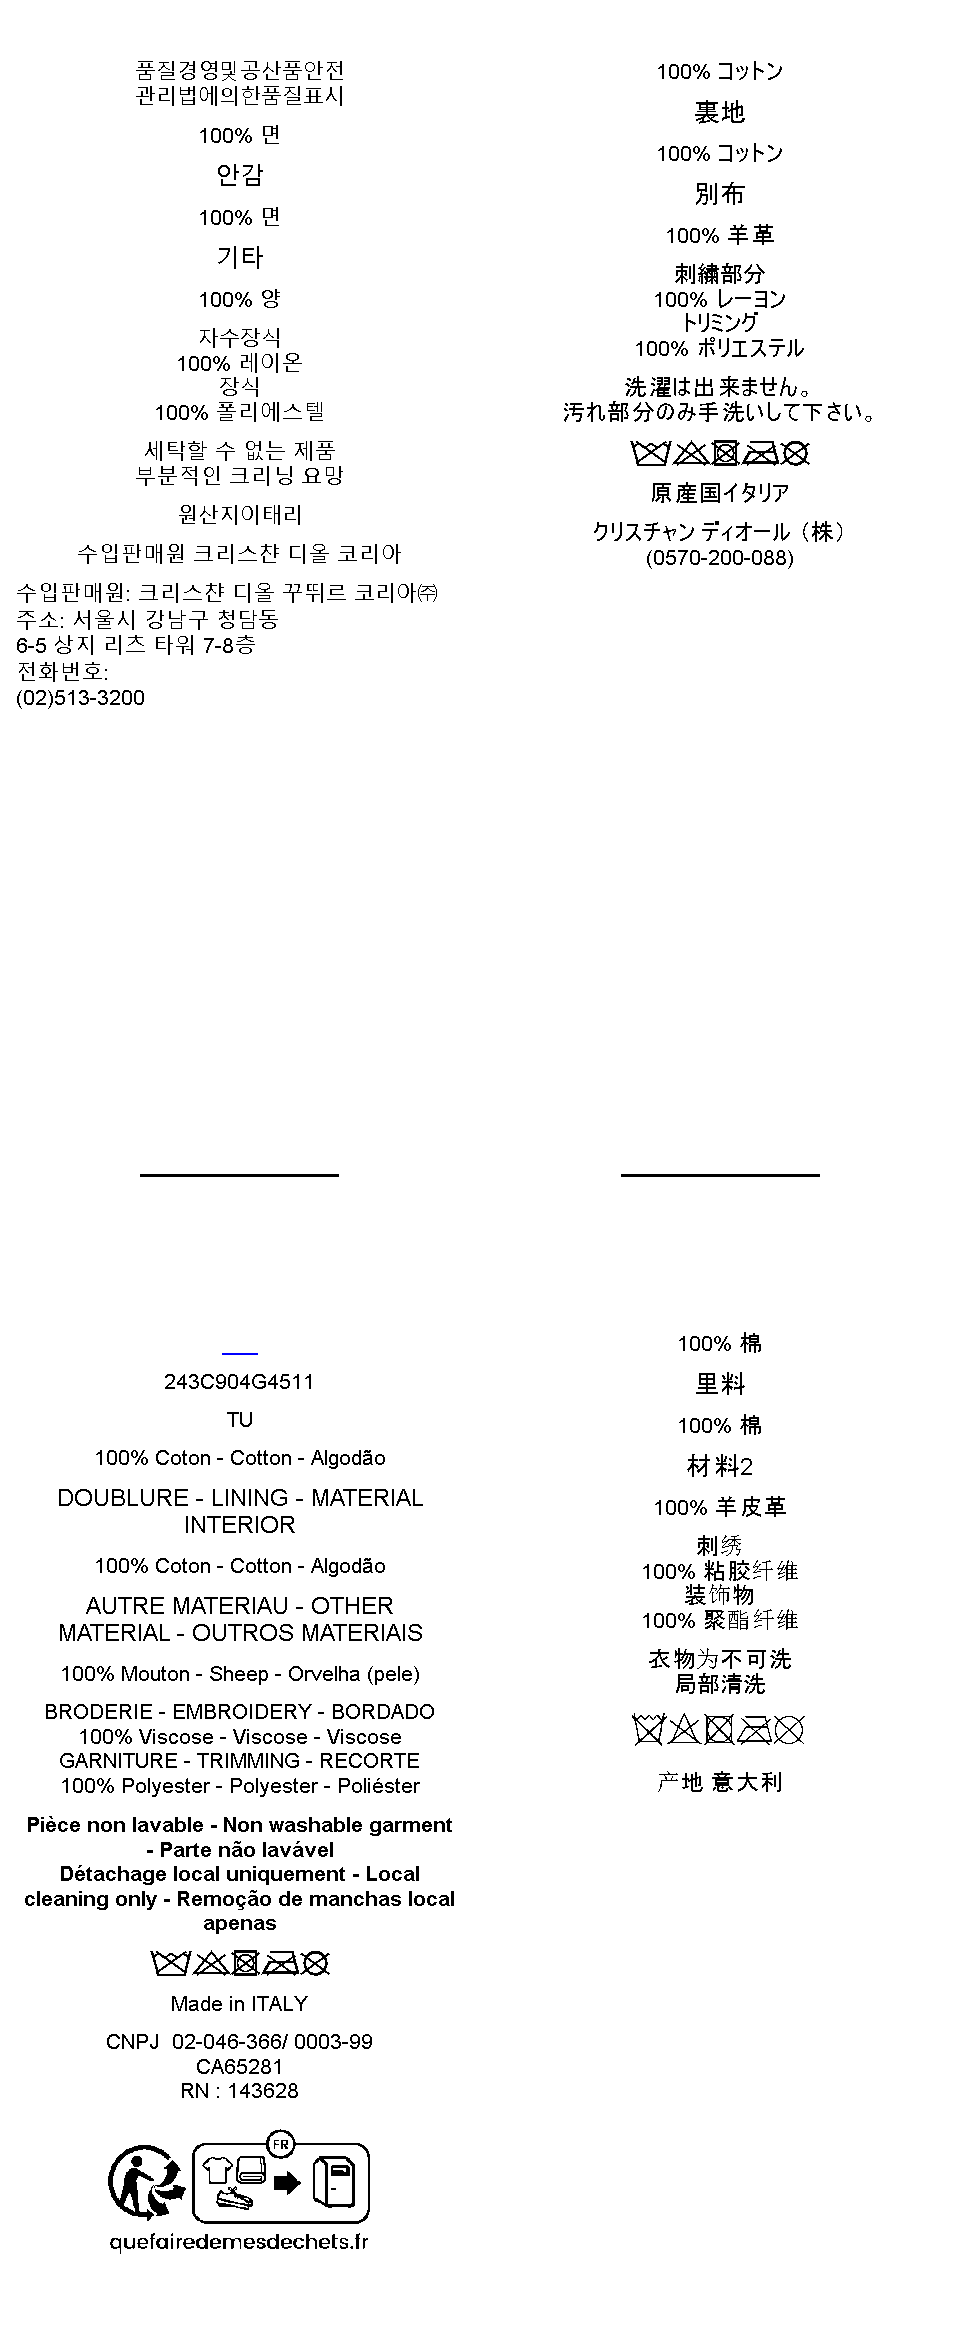 품질경영및공산품안전
관리법에의한품질표시
100% 면
안감
100% 면
기타
100% 양
자수장식
100% 레이온
장식
100% 폴리에스텔
세탁할 수 없는 제품
부분적인 크리닝 요망
원산지이태리
수입판매원 크리스챤 디올 코리아
수입판매원: 크리스챤 디올 꾸뛰르 코리아㈜
주소: 서울시 강남구 청담동
6-5 상지 리츠 타워 7-8층
전화번호:
(02)513-3200
100% コットン
裏地
100% コットン
別布
100% 羊革
刺繍部分
100% レーヨン
トリミング
100% ポリエステル
洗濯は出来ません。
汚れ部分のみ手洗いして下さい。
原産国イタリア
クリスチャン ディオール（株）
(0570-200-088)
243C904G4511
TU
100% Coton - Cotton - Algodão
DOUBLURE - LINING - MATERIAL
INTERIOR
100% Coton - Cotton - Algodão
AUTRE MATERIAU - OTHER
MATERIAL - OUTROS MATERIAIS
100% Mouton - Sheep - Orvelha (pele)
BRODERIE - EMBROIDERY - BORDADO
100% Viscose - Viscose - Viscose
GARNITURE - TRIMMING - RECORTE
100% Polyester - Polyester - Poliéster
Pièce non lavable - Non washable garment
- Parte não lavável
Détachage local uniquement - Local
cleaning only - Remoção de manchas local
apenas
Made in ITALY
CNPJ  02-046-366/ 0003-99
CA65281
RN : 143628
FR
quefairedemesdechets.fr
100% 棉
里料
100% 棉
材料2
100% 羊皮革
刺绣
100% 粘胶纤维
装饰物
100% 聚酯纤维
衣物为不可洗
局部清洗
产地 意大利